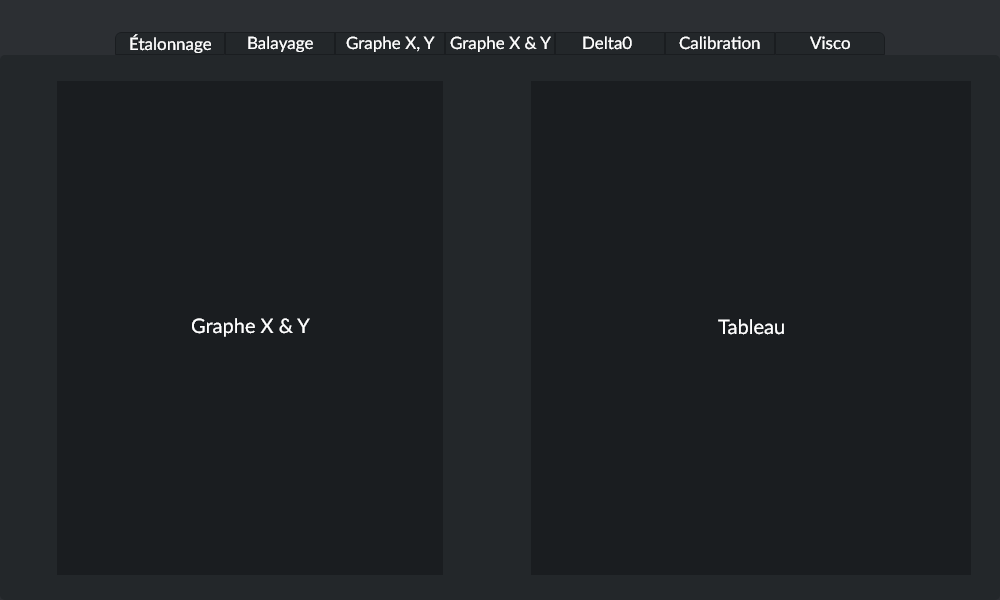 Étalonnage
Balayage
Graphe X, Y
Graphe X & Y
Delta0
Calibration
Visco
Graphe X & Y
Tableau